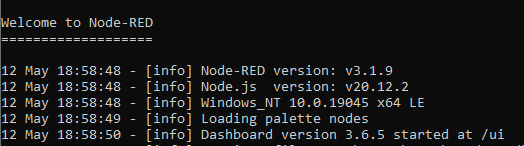 Welcome to Node-RED
===================
12 May 18:58:48 - [info] Node-RED version: v3.1.9
12 May 18:58:48 - [info] Node.js  version: v20.12.2
12 May 18:58:48 - [info] Windows_NT 10.0.19045 x64 LE
12 May 18:58:49 - [info] Loading palette nodes
12 May 18:58:50 - [info] Dashboard version 3.6.5 started at /ui